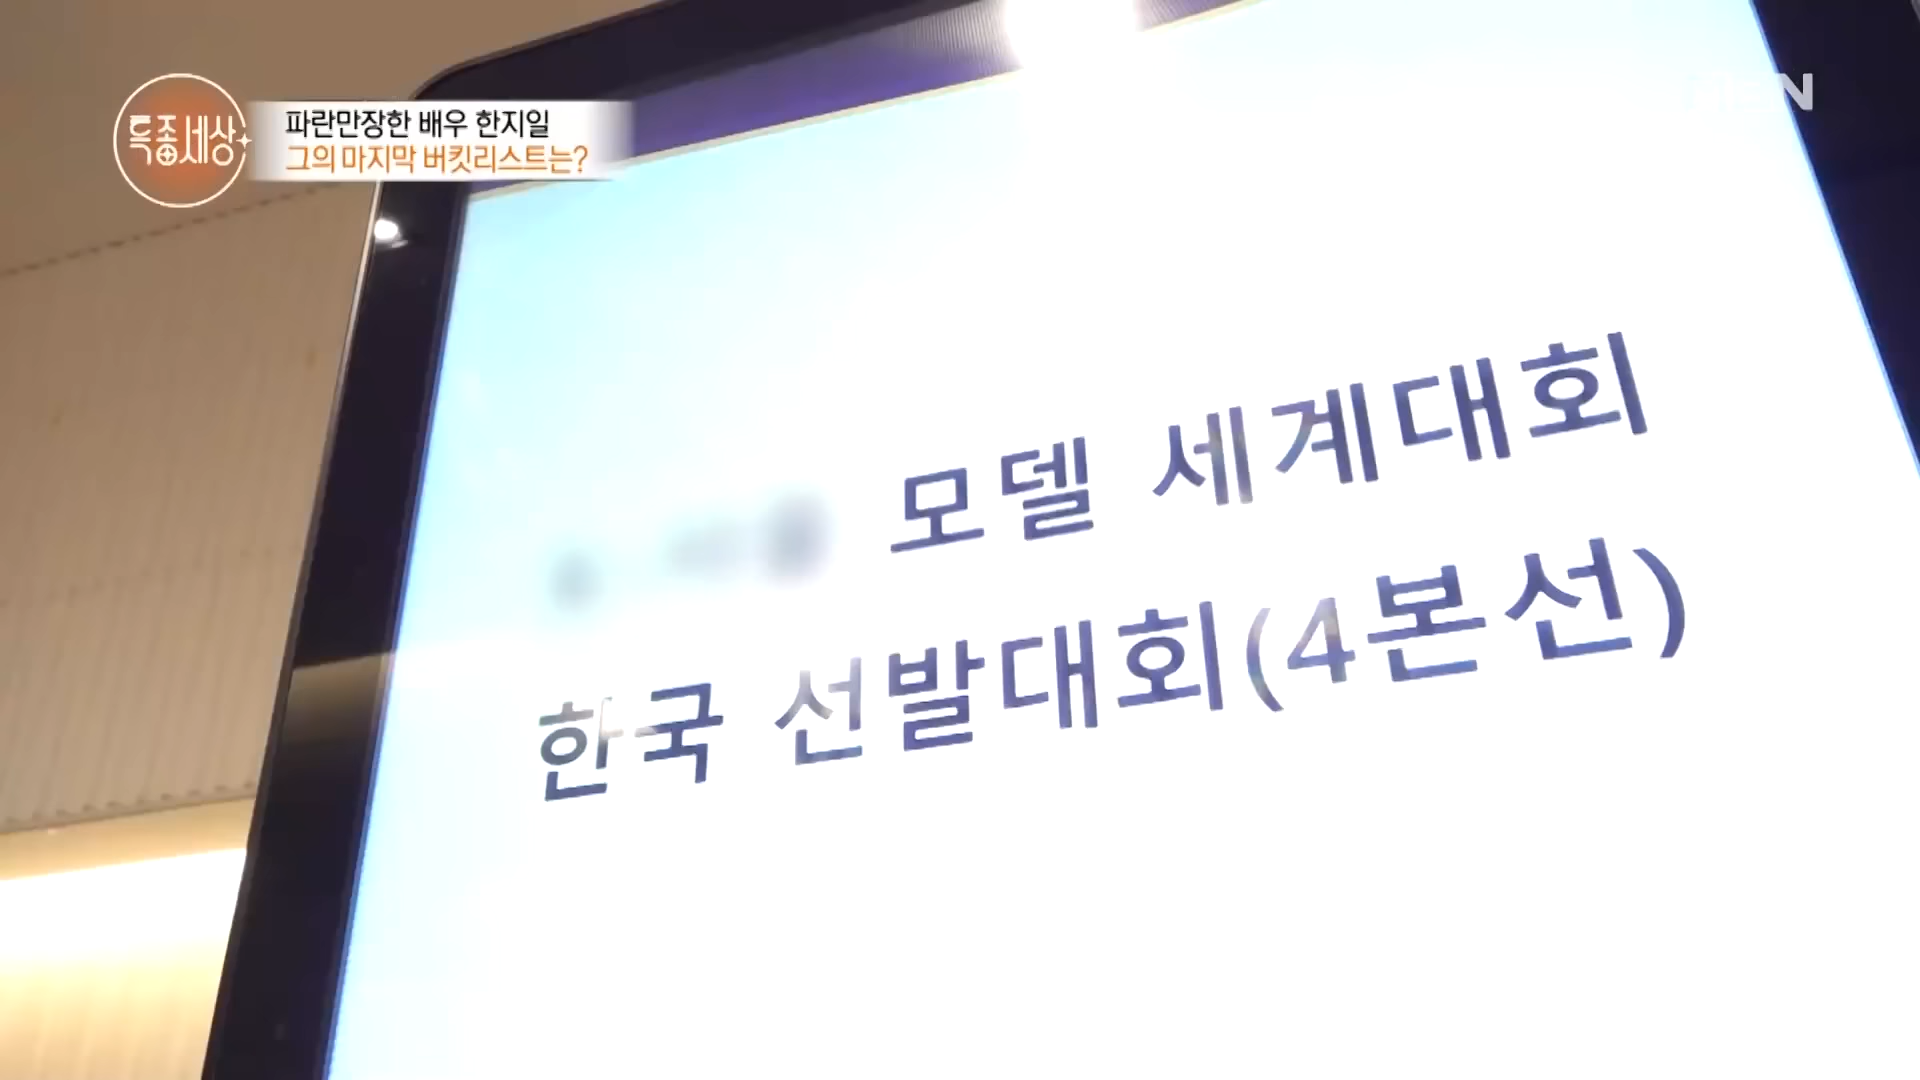 특종세상
파란만장한 배우 한지일
그의 마지막 버킷리스트는?
MBN
모델 세계대회
한국 선발대회(4본선)